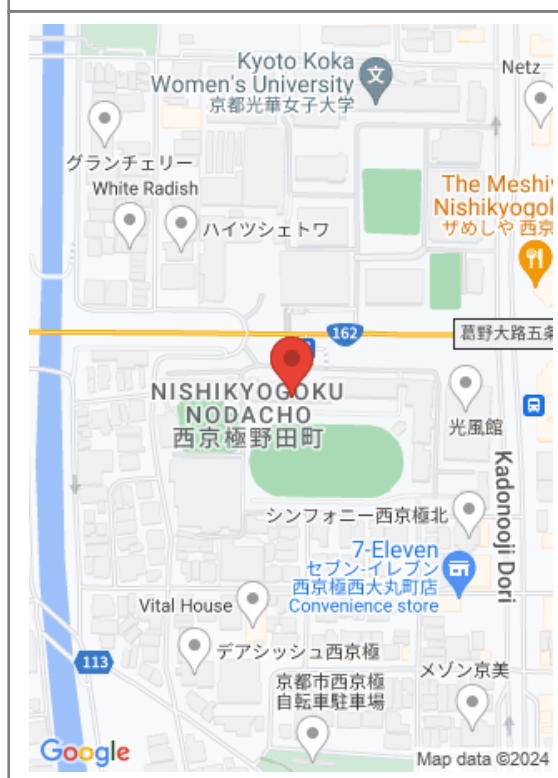 Kyoto Koka
Women's University
京都光華女子大学
Netz
グランチェリー
White Radish
ハイツシェトワ
The Meshiy
Nishikyogok
ザめしや 西京
162
葛野大路五条
NISHIKYOGOKU
NODACHO
西京極野田町
光風館
Kadonooji Dori
シンフォニー西京極北
7-Eleven
セブン-イレブン
西京極西大丸町店
Convenience store
Vital House
デアシッシュ西京極
113
メゾン京美
京都市西京極
自転車駐車場
Google
Map data ©2024